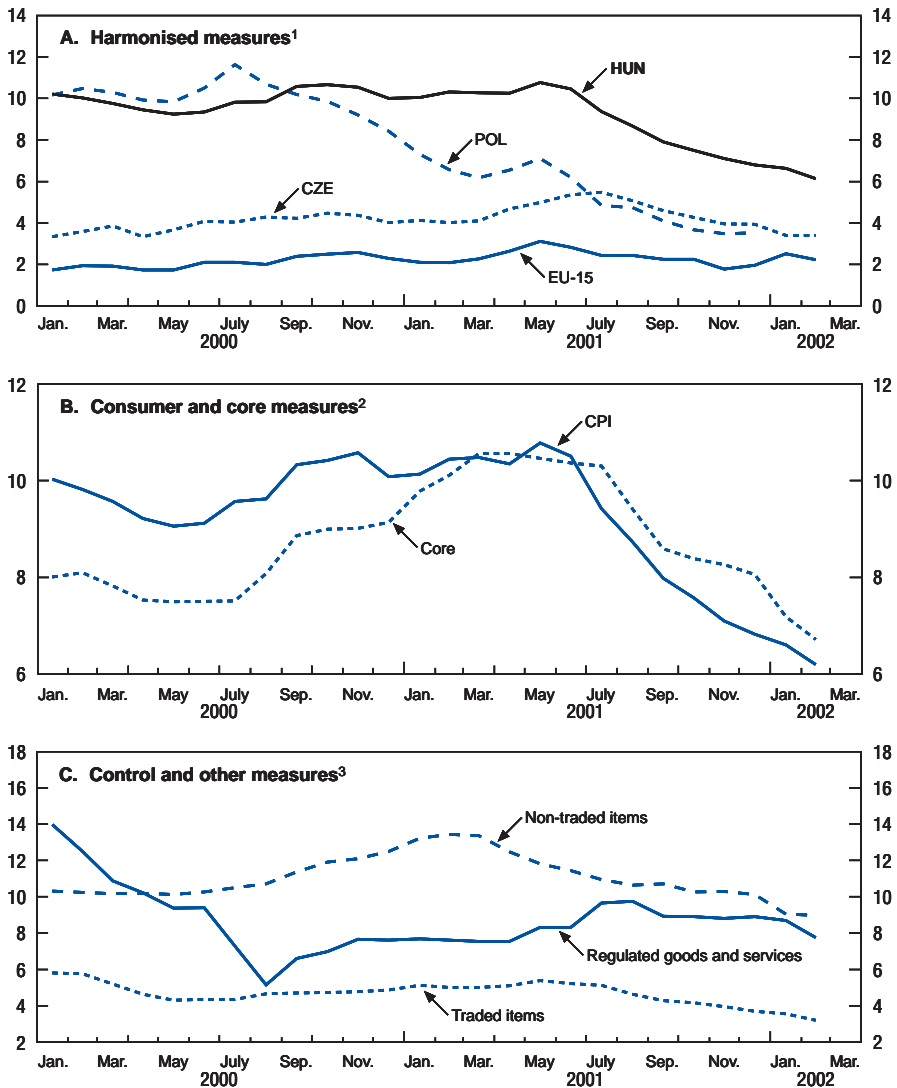 14 14
A. Harmonised measures¹
12 12
HUN
10 10
8 8
POL
6 6
CZE
4 4
2 2
EU-15
0 0
Jan. Mar. May July Sep. Nov. Jan. Mar. May July Sep. Nov. Jan. Mar.
2000 2001 2002
12 12
B. Consumer and core measures²
CPI
10 10
Core
8 8
6 6
Jan. Mar. May July Sep. Nov. Jan. Mar. May July Sep. Nov. Jan. Mar.
2000 2001 2002
18 18
C. Control and other measures³
16 16
14 14
Non-traded items
12 12
10 10
8 8
Regulated goods and services
6 6
4 4
Traded items
2 2
Jan. Mar. May July Sep. Nov. Jan. Mar. May July Sep. Nov. Jan. Mar.
2000 2001 2002